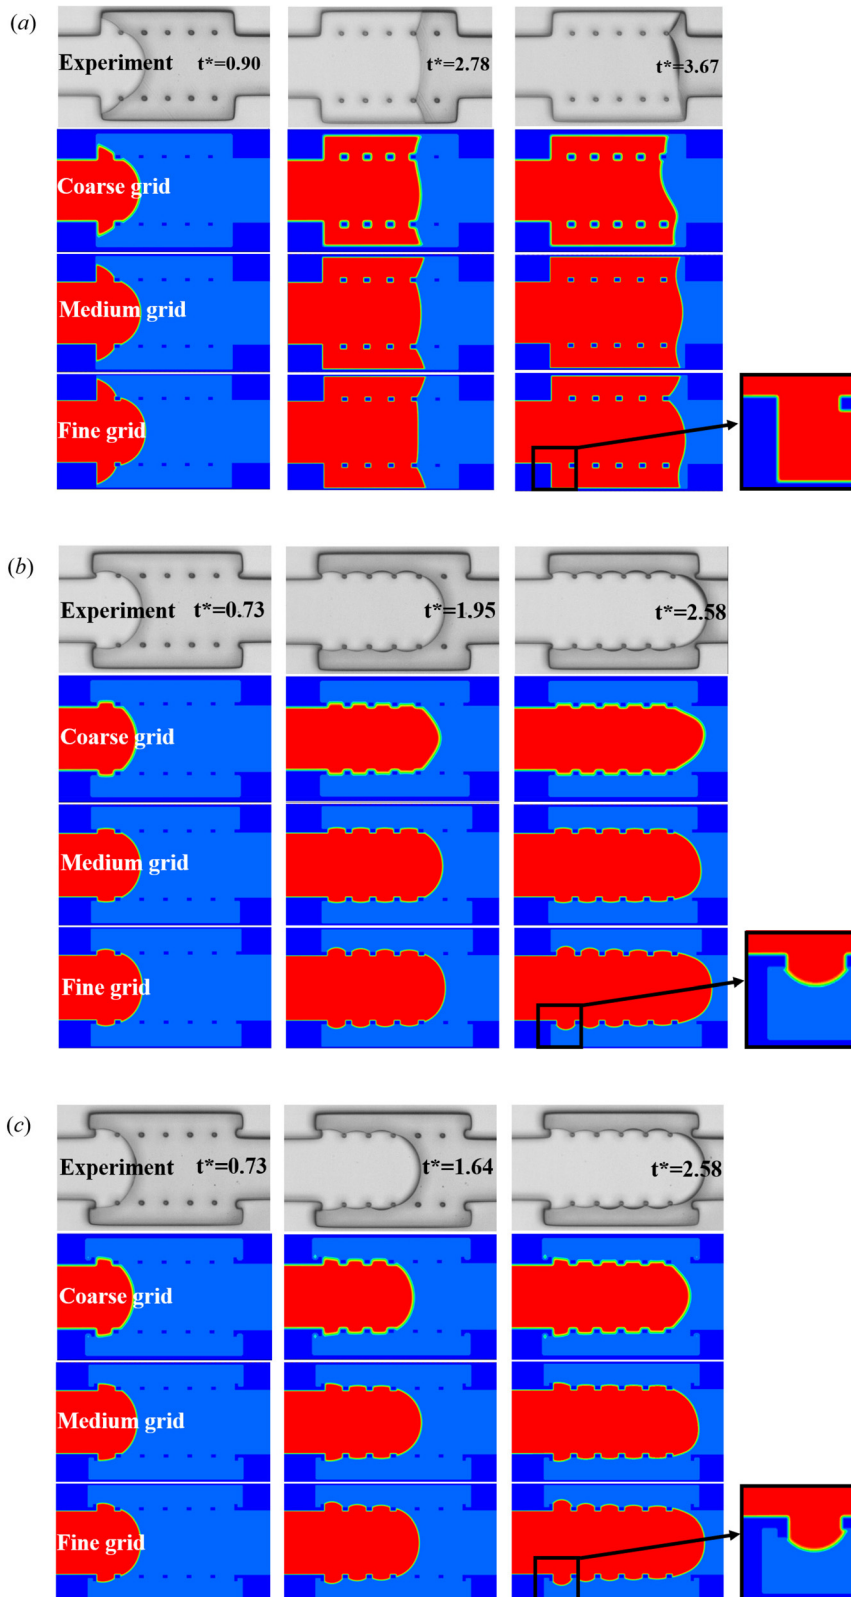 (a)
Experiment t*=0.90
t*=2.78
t*=3.67
Coarse grid
Medium grid
Fine grid
(b)
Experiment t*=0.73
t*=1.95
t*=2.58
Coarse grid
Medium grid
Fine grid
(c)
Experiment t*=0.73
t*=1.64
t*=2.58
Coarse grid
Medium grid
Fine grid